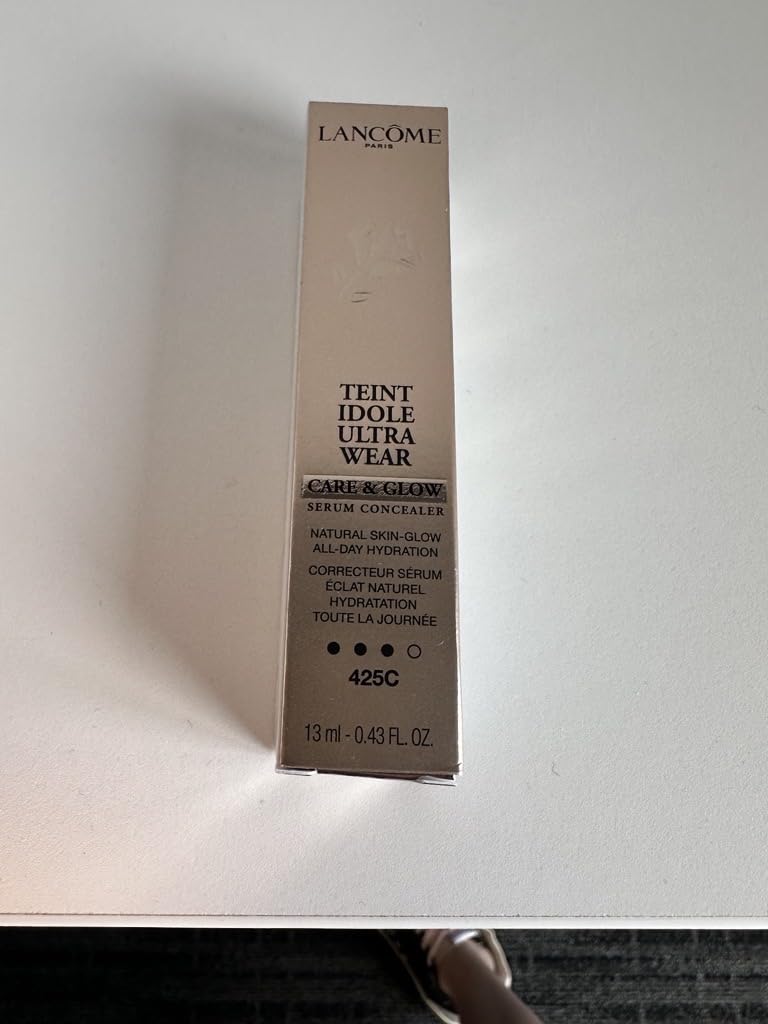 LANCÔME
PARIS
TEINT
IDOLE
ULTRA
WEAR
CARE & GLOW
SERUM CONCEALER
NATURAL SKIN-GLOW
ALL-DAY HYDRATION
CORRECTEUR SÉRUM
ÉCLAT NATUREL
HYDRATATION
TOUTE LA JOURNÉE
425C
13 ml - 0.43 FL. OZ.